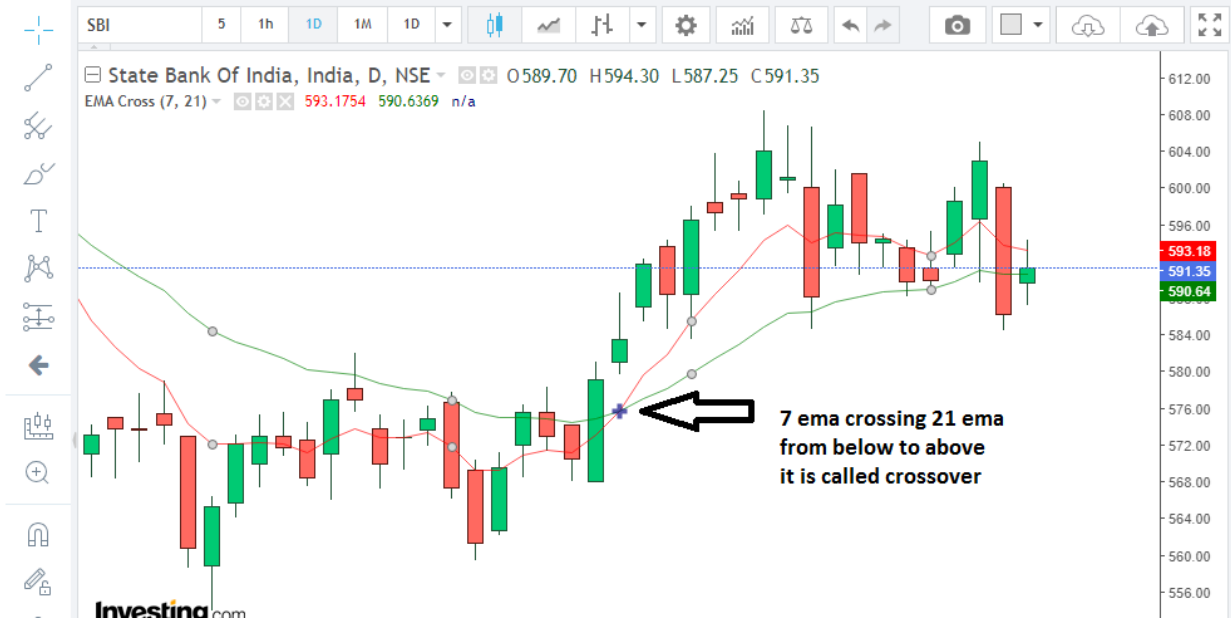 SBI 5 1h 1D 1M 1D
State Bank Of India, India, D, NSE O589.70 H594.30 L587.25 C591.35
EMA Cross (7, 21) 593.1754 590.6369 n/a
612.00
608.00
604.00
600.00
596.00
593.18
591.35
590.64
584.00
580.00
576.00
572.00
568.00
564.00
560.00
556.00
7 ema crossing 21 ema
from below to above
it is called crossover
Investing.com